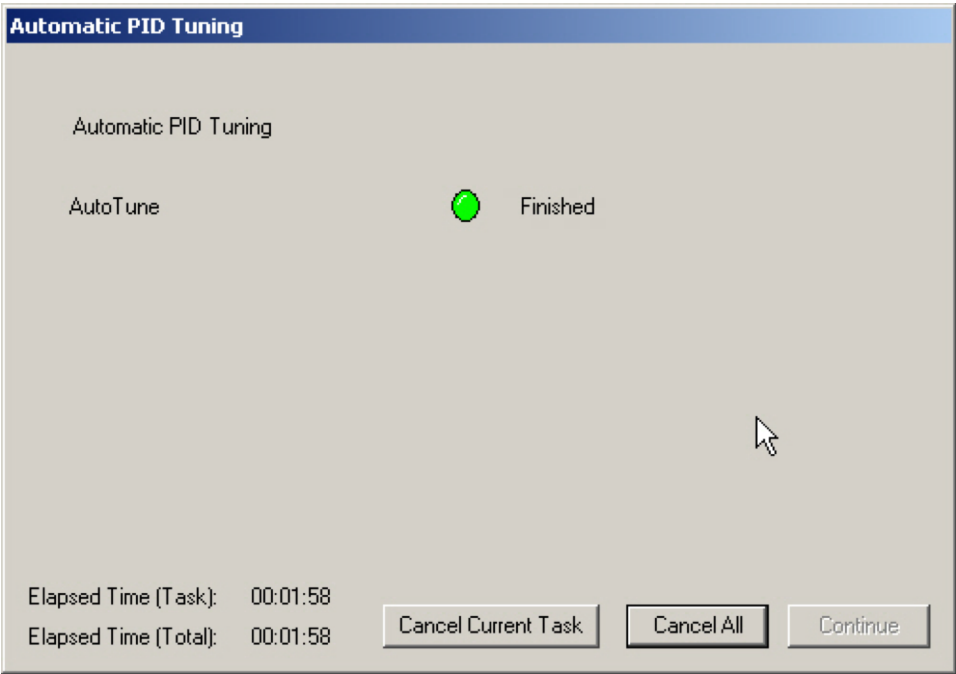 Automatic PID Tuning
Automatic PID Tuning
AutoTune Finished
Elapsed Time (Task): 00:01:58
Elapsed Time (Total): 00:01:58
Cancel Current Task Cancel All Continue